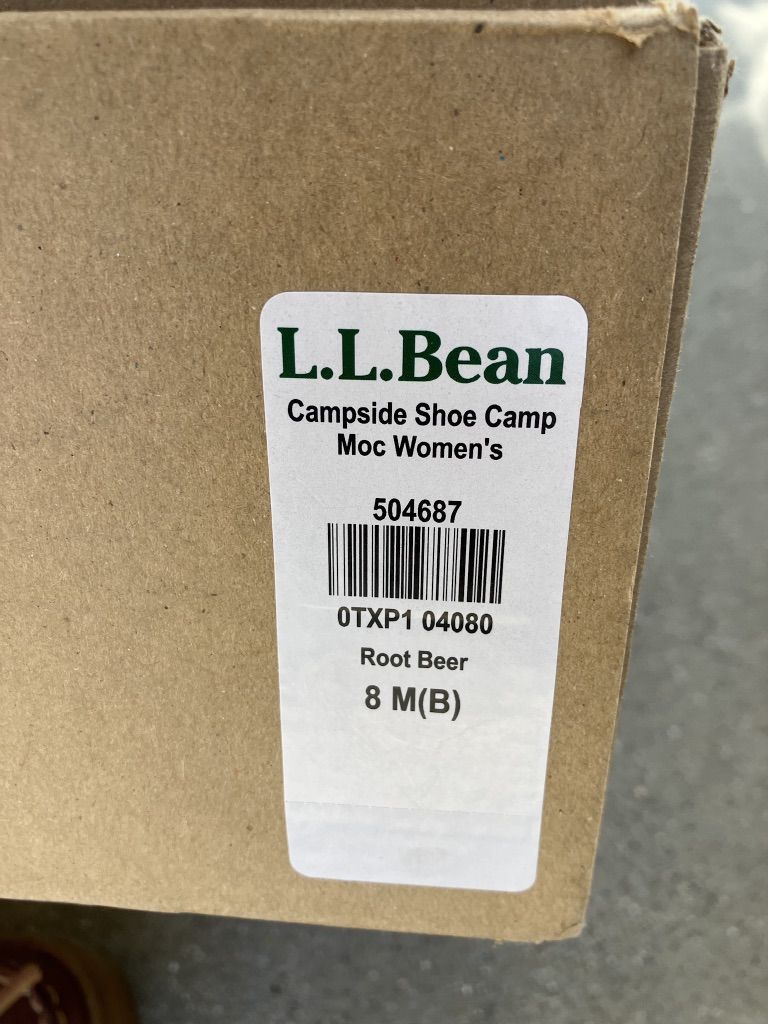 L.L.Bean
Campside Shoe Camp
Moc Women's
504687
0TXP1 04080
Root Beer
8 M(B)